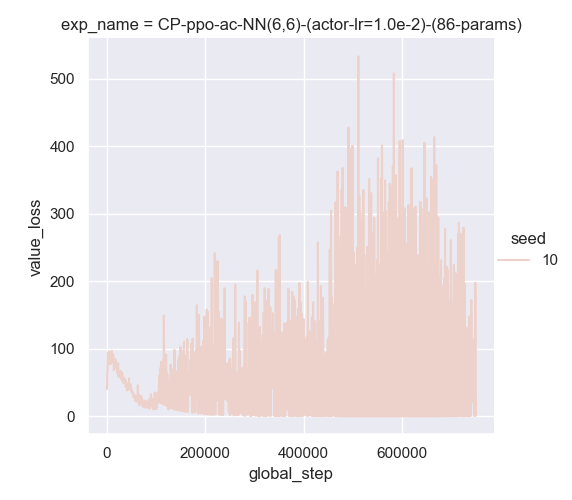 exp_name = CP-ppo-ac-NN(6,6)-(actor-lr=1.0e-2)-(86-params)
500
400
300
200
100
0
value_loss
0 200000 400000 600000
global_step
seed
10